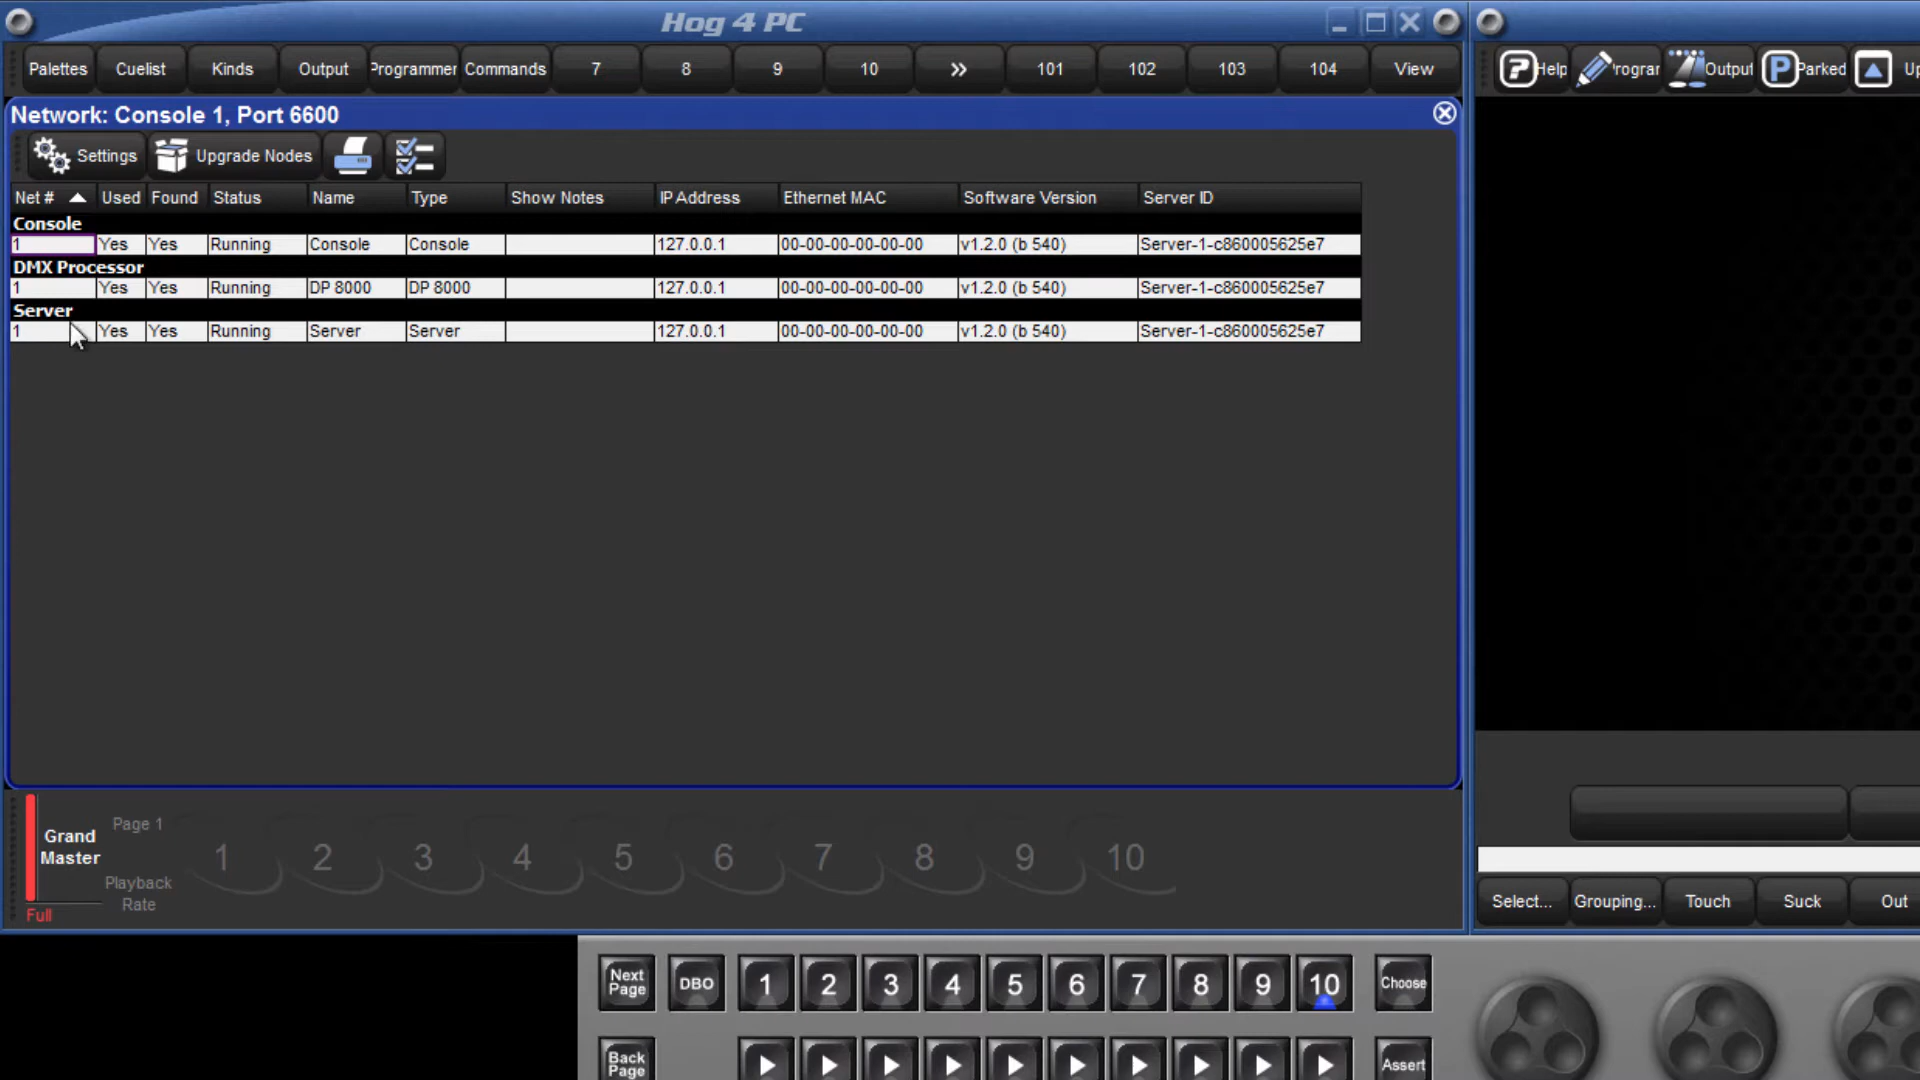 Hog 4 PC
Palettes Cuelist Kinds Output Programmer Commands 7 8 9 10 » 101 102 103 104 View
Help Output Parked
Network: Console 1, Port 6600
Settings Upgrade Nodes
Net # Used Found Status Name Type Show Notes IP Address Ethernet MAC Software Version Server ID
Console
1 Yes Yes Running Console Console 127.0.0.1 00-00-00-00-00-00 v1.2.0 (b 540) Server-1-c860005625e7
DMX Processor
1 Yes Yes Running DP 8000 DP 8000 127.0.0.1 00-00-00-00-00-00 v1.2.0 (b 540) Server-1-c860005625e7
Server
1 Yes Yes Running Server Server 127.0.0.1 00-00-00-00-00-00 v1.2.0 (b 540) Server-1-c860005625e7
Page 1
Grand Master
Playback Rate
Full
1 2 3 4 5 6 7 8 9 10
Select... Grouping... Touch Suck Out
Next Page DBO 1 2 3 4 5 6 7 8 9 10 Choose
Back Page Assert